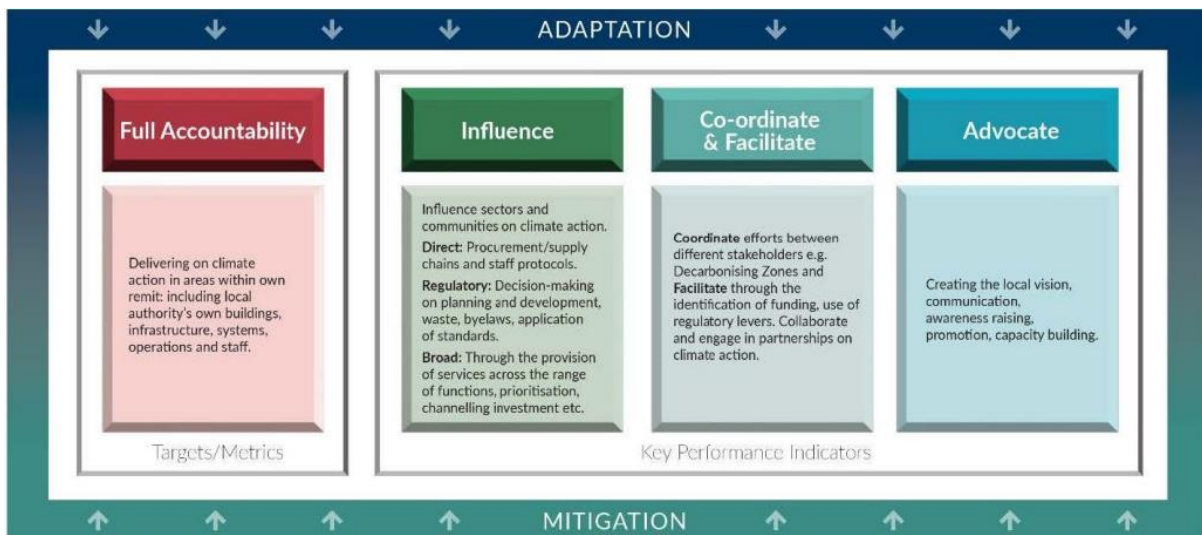 ADAPTATION
Full Accountability
Delivering on climate
action in areas within own
remit: including local
authority's own buildings,
infrastructure, systems,
operations and staff.
Targets/Metrics
Influence
Influence sectors and
communities on climate action.
Direct: Procurement/supply
chains and staff protocols.
Regulatory: Decision-making
on planning and development,
waste, byelaws, application
of standards.
Broad: Through the provision
of services across the range
of functions, prioritisation,
channelling investment etc.
Co-ordinate
& Facilitate
Coordinate efforts between
different stakeholders e.g.
Decarbonising Zones and
Facilitate through the
identification of funding, use of
regulatory levers. Collaborate
and engage in partnerships on
climate action.
Advocate
Creating the local vision,
communication,
awareness raising,
promotion, capacity building.
Key Performance Indicators
MITIGATION